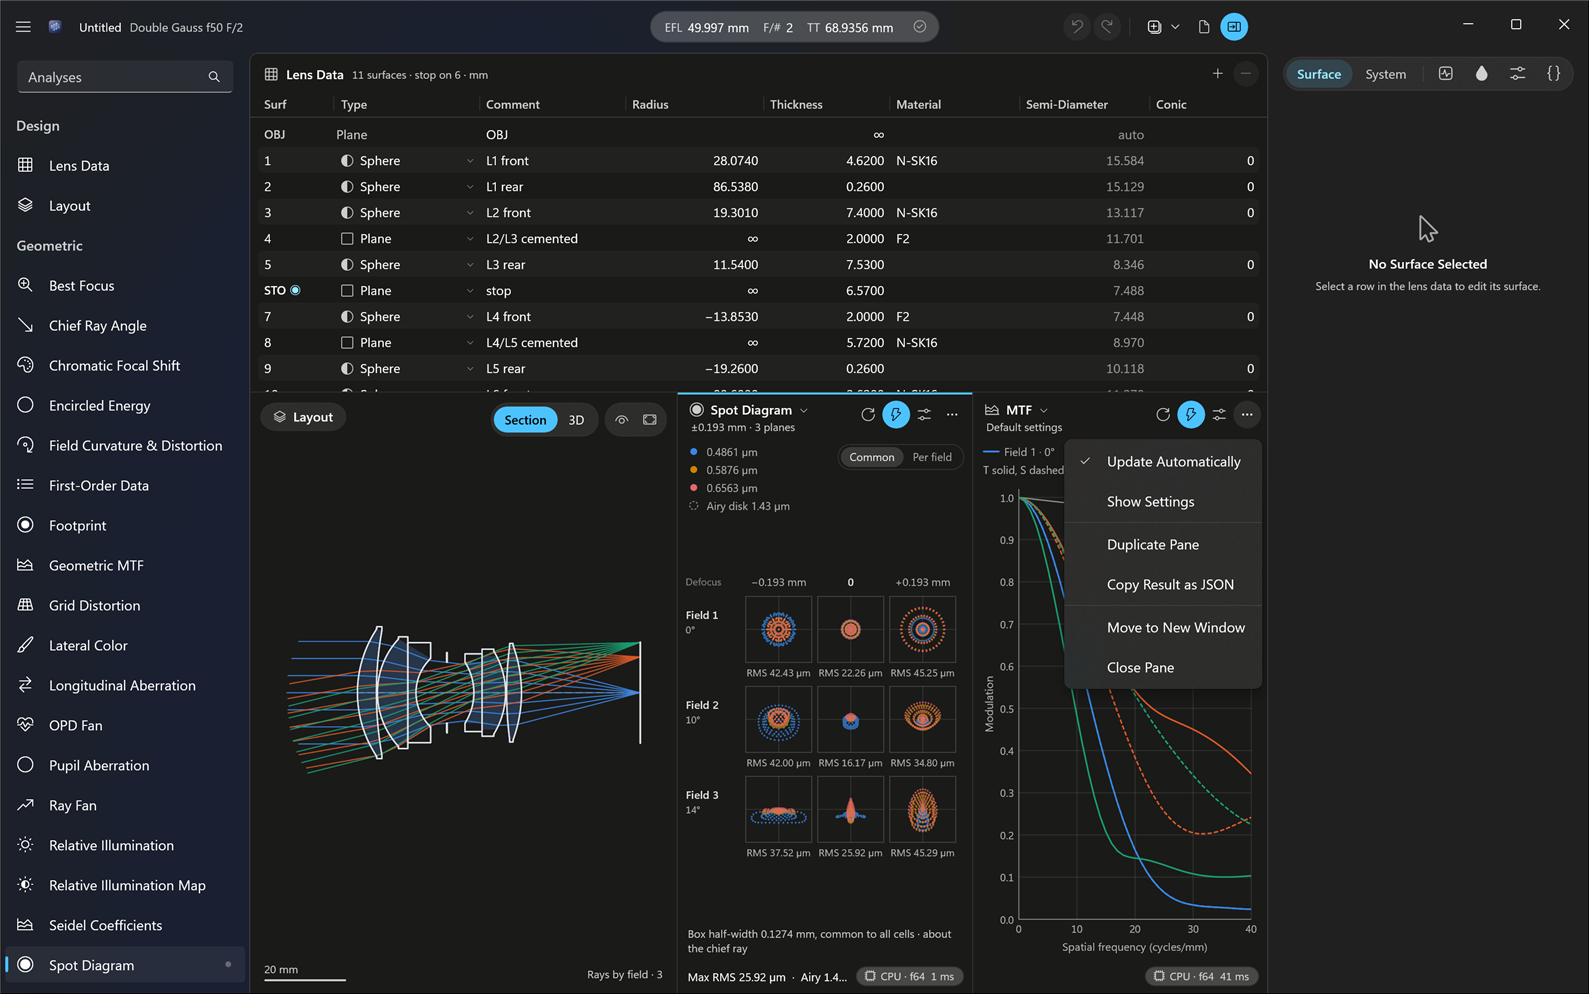 Untitled Double Gauss f50 F/2
EFL 49.997 mm F/# 2 TT 68.9356 mm
Analyses
Design
Lens Data
Layout
Geometric
Best Focus
Chief Ray Angle
Chromatic Focal Shift
Encircled Energy
Field Curvature & Distortion
First-Order Data
Footprint
Geometric MTF
Grid Distortion
Lateral Color
Longitudinal Aberration
OPD Fan
Pupil Aberration
Ray Fan
Relative Illumination
Relative Illumination Map
Seidel Coefficients
Spot Diagram
Lens Data 11 surfaces · stop on 6 · mm
Surf Type Comment Radius Thickness Material Semi-Diameter Conic
OBJ Plane OBJ ∞ auto
1 Sphere L1 front 28.0740 4.6200 N-SK16 15.584 0
2 Sphere L1 rear 86.5380 0.2600 15.129 0
3 Sphere L2 front 19.3010 7.4000 N-SK16 13.117 0
4 Plane L2/L3 cemented ∞ 2.0000 F2 11.701
5 Sphere L3 rear 11.5400 7.5300 8.346 0
STO Plane stop ∞ 6.5700 7.488
7 Sphere L4 front −13.8530 2.0000 F2 7.448 0
8 Plane L4/L5 cemented ∞ 5.7200 N-SK16 8.970
9 Sphere L5 rear −19.2600 0.2600 10.118 0
Layout
Section 3D
20 mm
Rays by field · 3
Spot Diagram
±0.193 mm · 3 planes
0.4861 µm
0.5876 µm
0.6563 µm
Airy disk 1.43 µm
Common Per field
Defocus −0.193 mm 0 +0.193 mm
Field 1
0°
RMS 42.43 µm RMS 22.26 µm RMS 45.25 µm
Field 2
10°
RMS 42.00 µm RMS 16.17 µm RMS 34.80 µm
Field 3
14°
RMS 37.52 µm RMS 25.92 µm RMS 45.29 µm
Box half-width 0.1274 mm, common to all cells · about
the chief ray
Max RMS 25.92 µm · Airy 1.4...
CPU · f64 1 ms
MTF
Default settings
Field 1 · 0°
T solid, S dashed
Update Automatically
Show Settings
Duplicate Pane
Copy Result as JSON
Move to New Window
Close Pane
Modulation
1.0
0.9
0.8
0.7
0.6
0.5
0.4
0.3
0.2
0.1
0.0
0 10 20 30 40
Spatial frequency (cycles/mm)
CPU · f64 41 ms
Surface System {}
No Surface Selected
Select a row in the lens data to edit its surface.